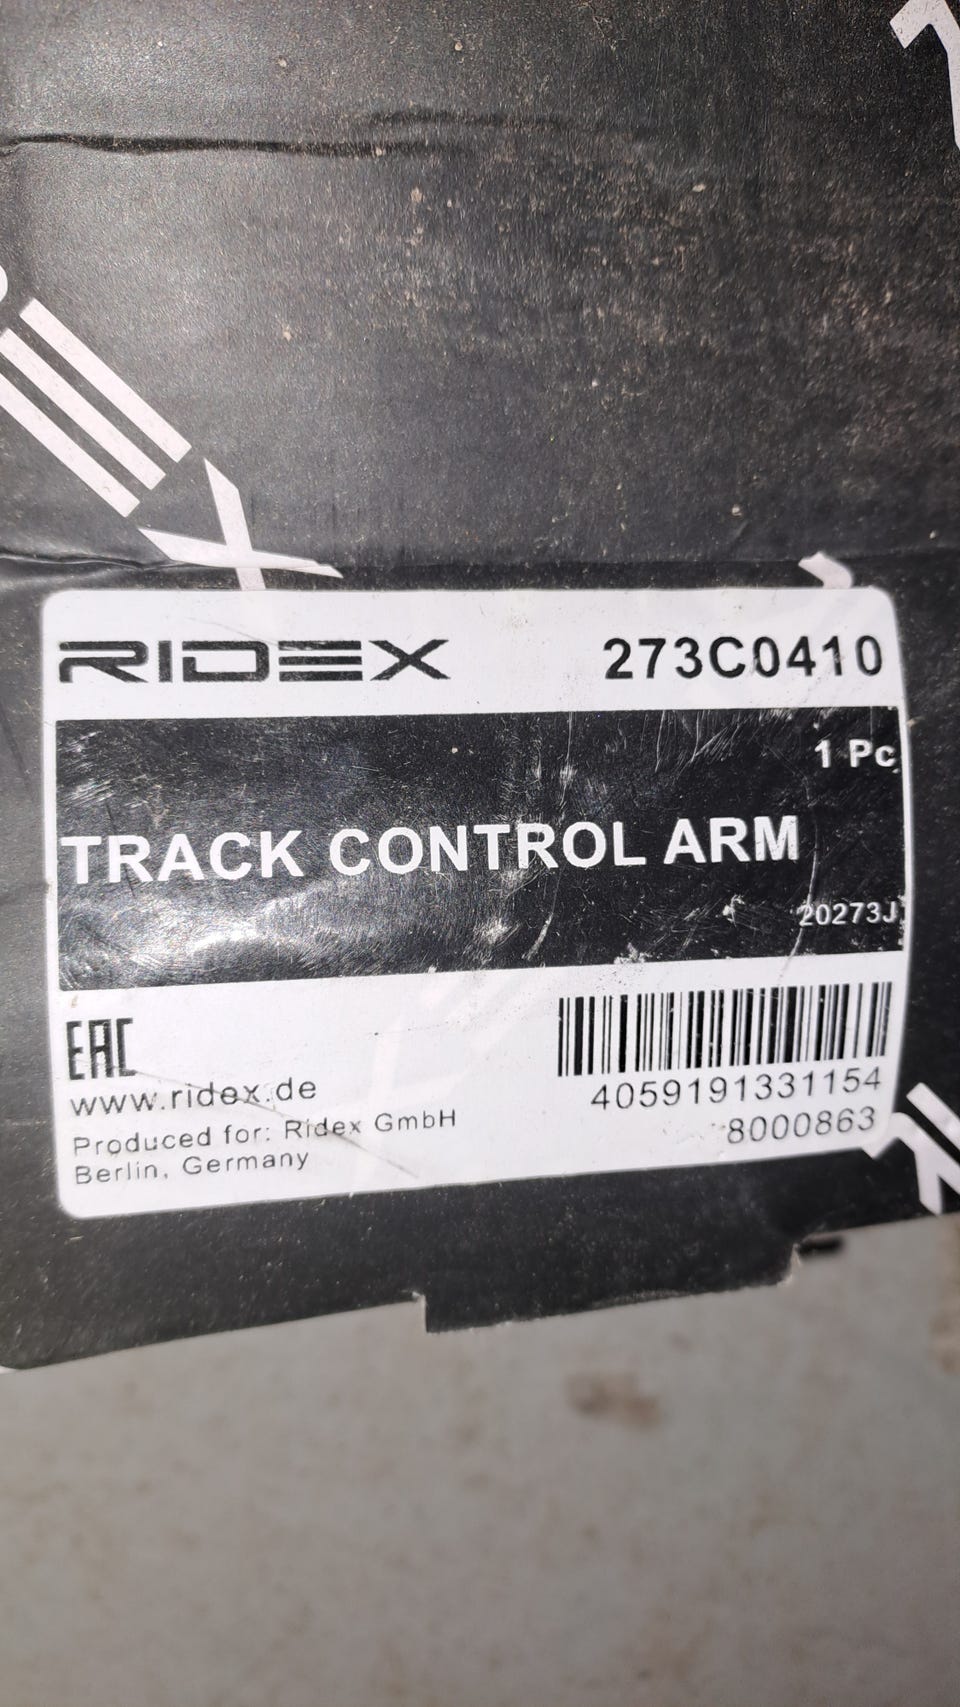 RIDEX 273C0410
1 Pc
TRACK CONTROL ARM
20273J
EAC
www.ridex.de
Produced for: Ridex GmbH
Berlin, Germany
4059191331154
8000863